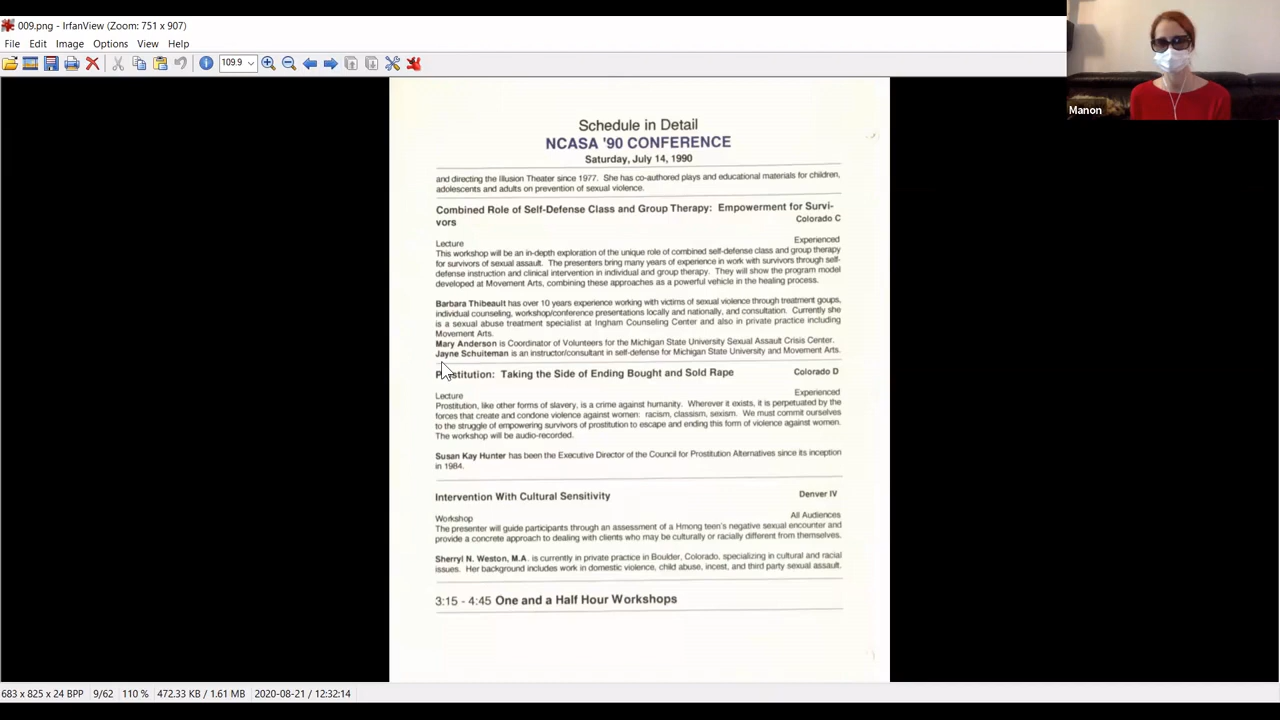 009.png - IrfanView (Zoom: 751 x 907)
File Edit Image Options View Help
109.9
Manon
Schedule in Detail
NCASA '90 CONFERENCE
Saturday, July 14, 1990
and directing the Illusion Theater since 1977. She has co-authored plays and educational materials for children,
adolescents and adults on prevention of sexual violence.
Combined Role of Self-Defense Class and Group Therapy: Empowerment for Survi-
vors Colorado C
Lecture Experienced
This workshop will be an in-depth exploration of the unique role of combined self-defense class and group therapy
for survivors of sexual assault. The presenters bring many years of experience in work with survivors through self-
defense instruction and clinical intervention in individual and group therapy. They will show the program model
developed at Movement Arts, combining these approaches as a powerful vehicle in the healing process.
Barbara Thibeault has over 10 years experience working with victims of sexual violence through treatment goups,
individual counseling, workshop/conference presentations locally and nationally, and consultation. Currently she
is a sexual abuse treatment specialist at Ingham Counseling Center and also in private practice including
Movement Arts.
Mary Anderson is Coordinator of Volunteers for the Michigan State University Sexual Assault Crisis Center.
Jayne Schuiteman is an instructor/consultant in self-defense for Michigan State University and Movement Arts.
Prostitution: Taking the Side of Ending Bought and Sold Rape Colorado D
Lecture Experienced
Prostitution, like other forms of slavery, is a crime against humanity. Wherever it exists, it is perpetuated by the
forces that create and condone violence against women: racism, classism, sexism. We must commit ourselves
to the struggle of empowering survivors of prostitution to escape and ending this form of violence against women.
The workshop will be audio-recorded.
Susan Kay Hunter has been the Executive Director of the Council for Prostitution Alternatives since its inception
in 1984.
Intervention With Cultural Sensitivity Denver IV
Workshop All Audiences
The presenter will guide participants through an assessment of a Hmong teen's negative sexual encounter and
provide a concrete approach to dealing with clients who may be culturally or racially different from themselves.
Sherryl N. Weston, M.A. is currently in private practice in Boulder, Colorado, specializing in cultural and racial
issues. Her background includes work in domestic violence, child abuse, incest, and third party sexual assault.
3:15 - 4:45 One and a Half Hour Workshops
683 x 825 x 24 BPP 9/62 110 % 472.33 KB / 1.61 MB 2020-08-21 / 12:32:14